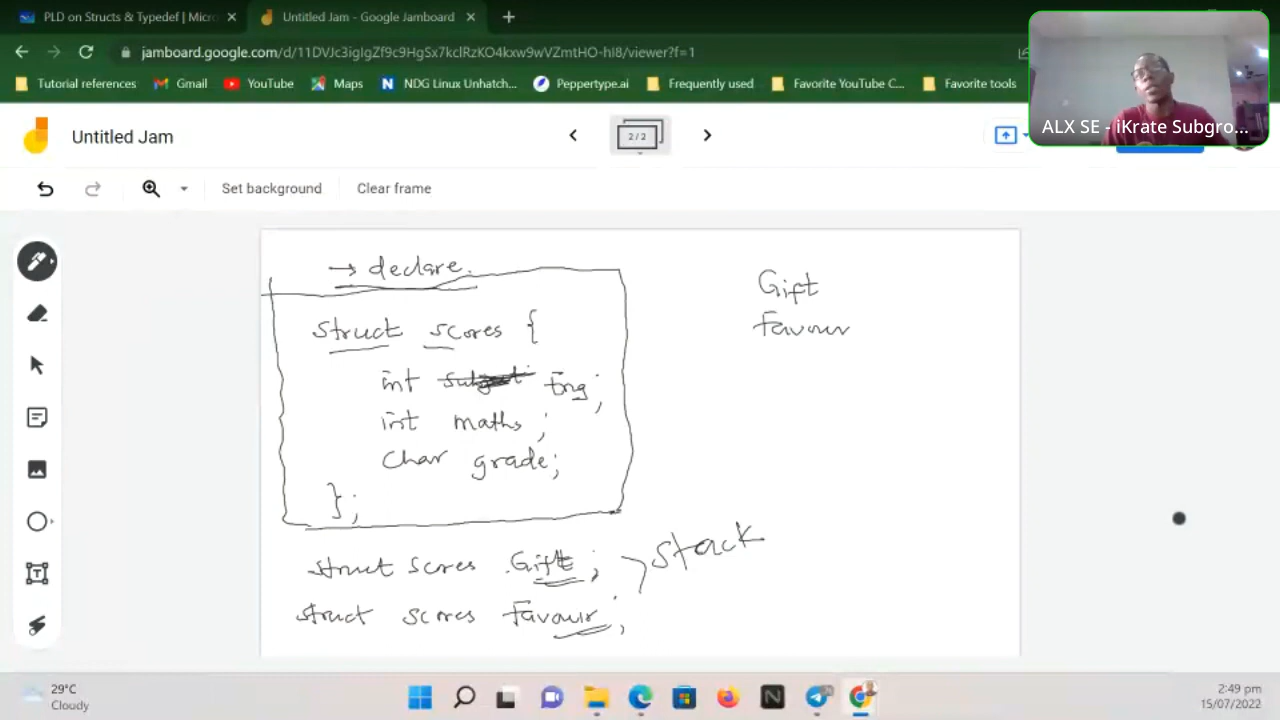 PLD on Structs & Typedef | Micro
Untitled Jam - Google Jamboard
jamboard.google.com/d/11DVJc3igIgZf9c9HgSx7kclRzKO4kxw9wVZmtHO-hI8/viewer?f=1
Tutorial references
Gmail
YouTube
Maps
NDG Linux Unhatch...
Peppertype.ai
Frequently used
Favorite YouTube C...
Favorite tools
ALX SE - iKrate Subgro...
Untitled Jam
2/2
Set background
Clear frame
→ declare.
struct scores {
int Eng;
int maths;
char grade;
};
struct scores Gift;
struct scores Favour;
stack
Gift
Favour
29°C
Cloudy
2:49 pm
15/07/2022